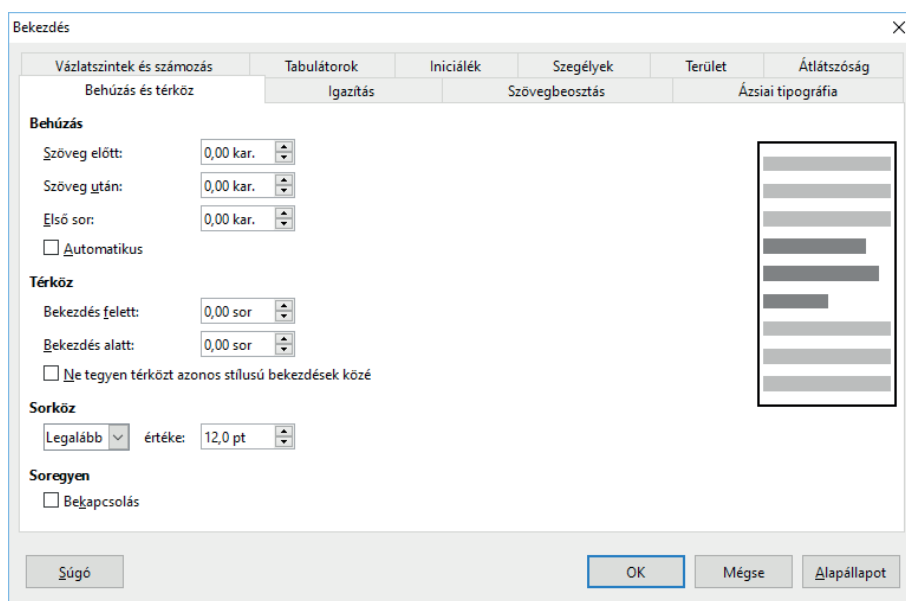 Bekezdés
Vázlatszintek és számozás Tabulátorok Iniciálék Szegélyek Terület Átlátszóság
Behúzás és térköz Igazítás Szövegbeosztás Ázsiai tipográfia
Behúzás
Szöveg előtt: 0,00 kar.
Szöveg után: 0,00 kar.
Első sor: 0,00 kar.
Automatikus
Térköz
Bekezdés felett: 0,00 sor
Bekezdés alatt: 0,00 sor
Ne tegyen térközt azonos stílusú bekezdések közé
Sorköz
Legalább értéke: 12,0 pt
Soregyen
Bekapcsolás
Súgó OK Mégse Alapállapot